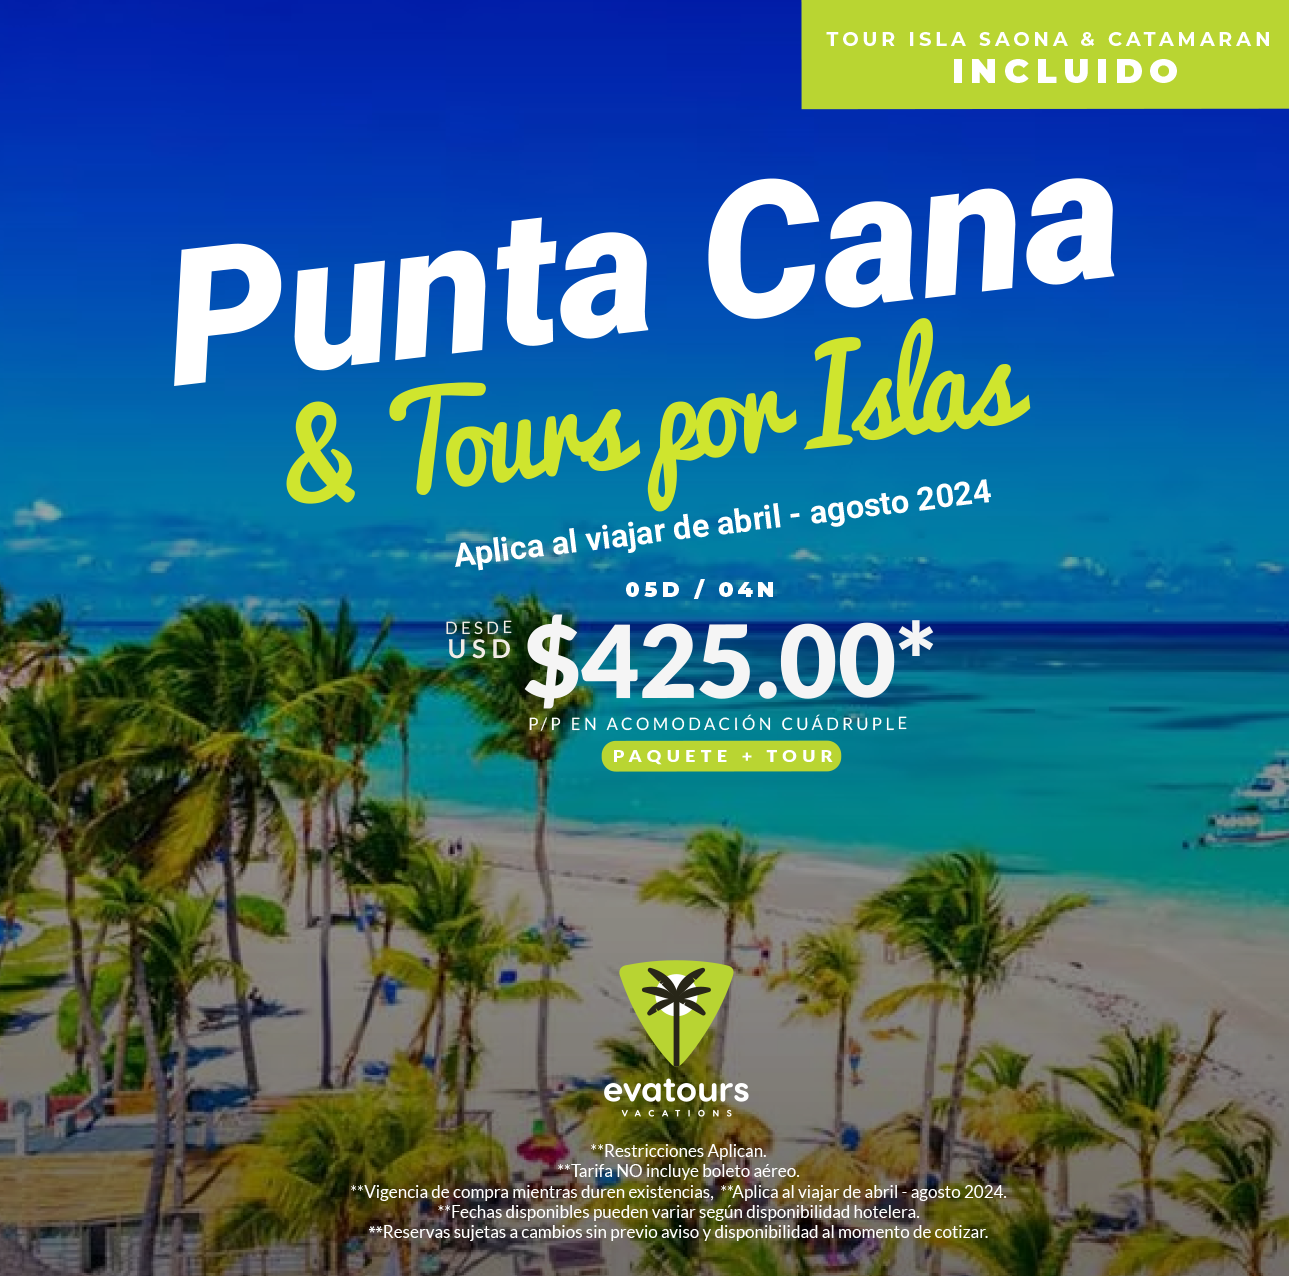 TOUR ISLA SAONA & CATAMARAN
INCLUIDO
Punta Cana
& Tours por Islas
Aplica al viajar de abril - agosto 2024
05D / 04N
DESDE
USD $425.00*
P/P EN ACOMODACIÓN CUÁDRUPLE
PAQUETE + TOUR
evatours
VACATIONS
**Restricciones Aplican.
**Tarifa NO incluye boleto aéreo.
**Vigencia de compra mientras duren existencias, **Aplica al viajar de abril - agosto 2024.
**Fechas disponibles pueden variar según disponibilidad hotelera.
**Reservas sujetas a cambios sin previo aviso y disponibilidad al momento de cotizar.